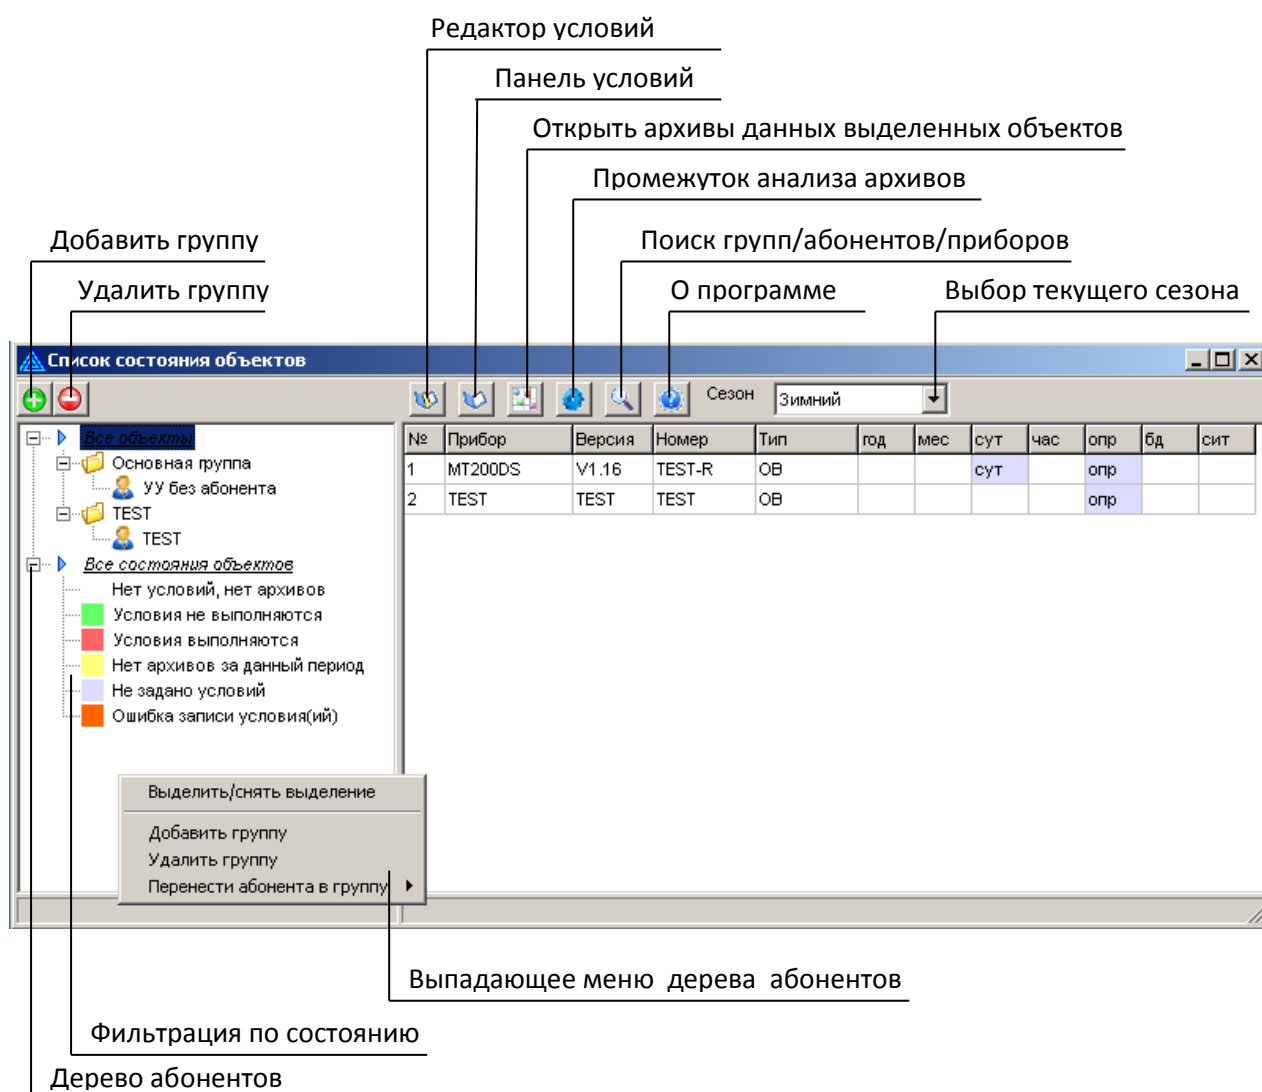 Редактор условий
Панель условий
Открыть архивы данных выделенных объектов
Промежуток анализа архивов
Добавить группу
Поиск групп/абонентов/приборов
Удалить группу
О программе
Выбор текущего сезона
Список состояния объектов
Сезон
Зимний
Все объекты
Основная группа
УУ без абонента
TEST
TEST
Все состояния объектов
Нет условий, нет архивов
Условия не выполняются
Условия выполняются
Нет архивов за данный период
Не задано условий
Ошибка записи условия(ий)
№ Прибор Версия Номер Тип год мес сут час опр бд сит
1 MT200DS V1.16 TEST-R ОВ сут опр
2 TEST TEST TEST ОВ опр
Выделить/снять выделение
Добавить группу
Удалить группу
Перенести абонента в группу
Выпадающее меню дерева абонентов
Фильтрация по состоянию
Дерево абонентов